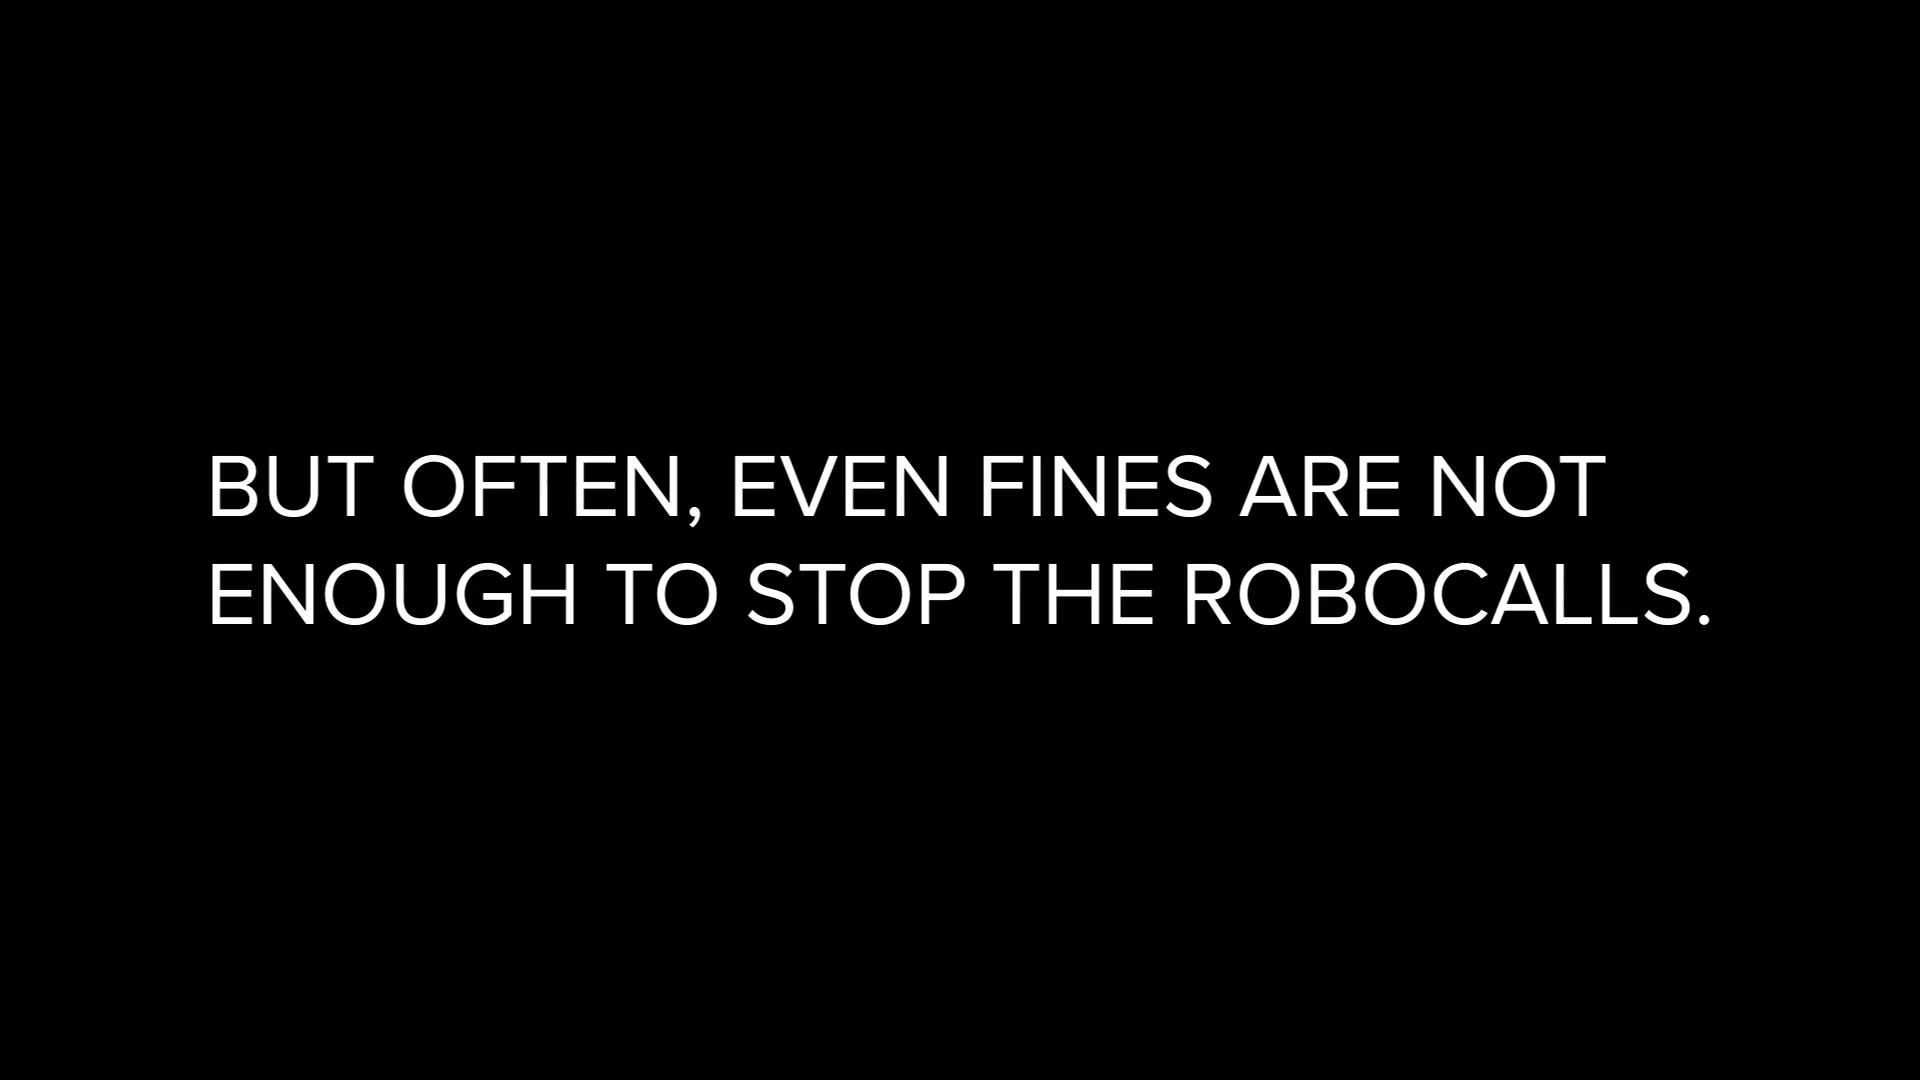 BUT OFTEN, EVEN FINES ARE NOT
ENOUGH TO STOP THE ROBOCALLS.